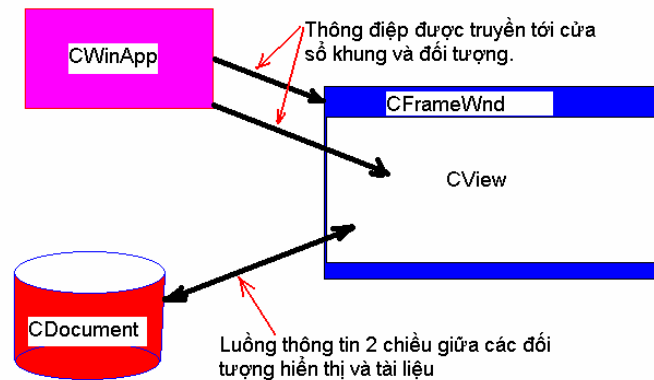 Thông điệp được truyền tới cửa
sổ khung và đối tượng.
CWinApp
CFrameWnd
CView
CDocument
Luồng thông tin 2 chiều giữa các đối
tượng hiển thị và tài liệu